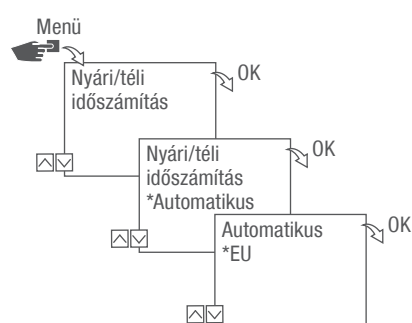 Menü
Nyári/téli
időszámítás
OK
Nyári/téli
időszámítás
*Automatikus
OK
Automatikus
*EU
OK